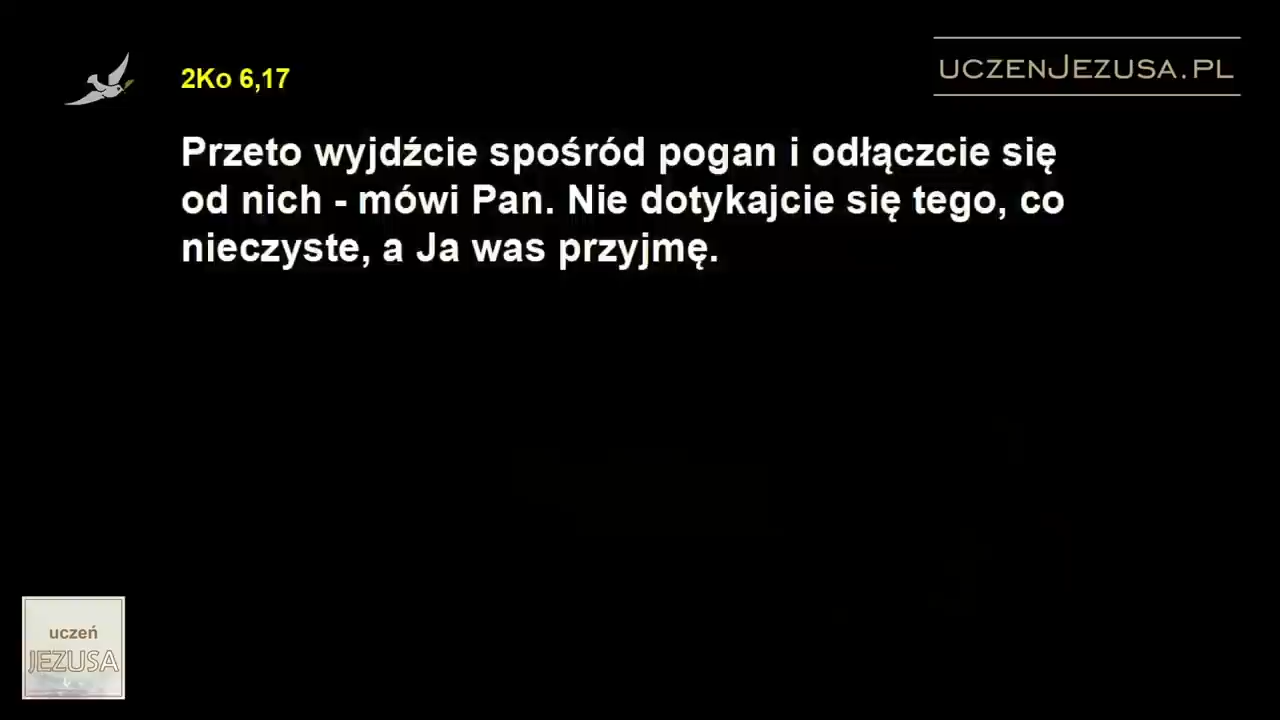 2Ko 6,17
UCZENJEZUSA.PL
Przeto wyjdźcie spośród pogan i odłączcie się
od nich - mówi Pan. Nie dotykajcie się tego, co
nieczyste, a Ja was przyjmę.
uczeń
JEZUSA